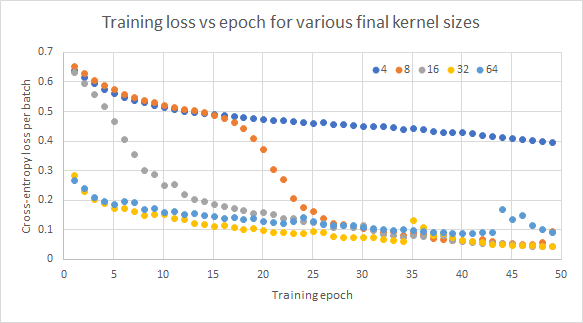 Training loss vs epoch for various final kernel sizes
0.7
4 8 16 32 64
0.6
0.5
0.4
0.3
0.2
0.1
0
Cross-entropy loss per batch
0 5 10 15 20 25 30 35 40 45 50
Training epoch